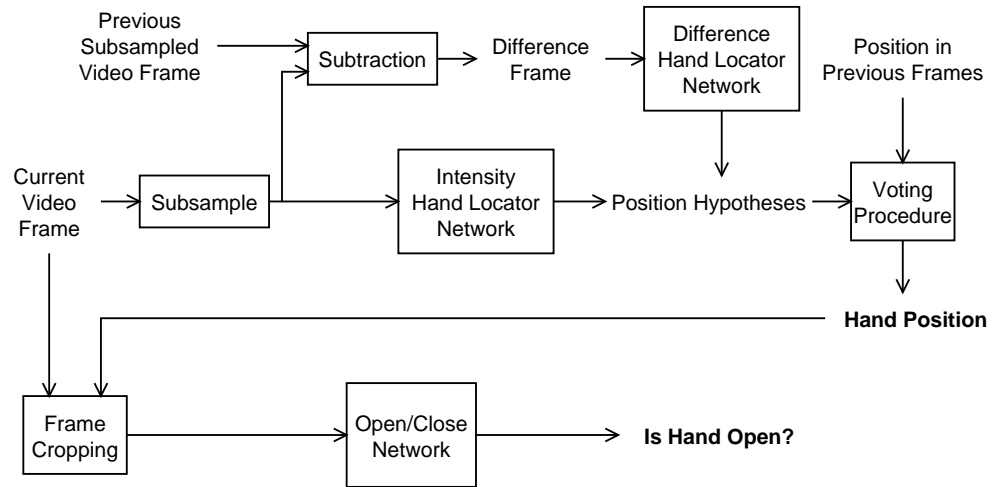 Previous
Subsampled
Video Frame
Subtraction
Difference
Frame
Difference
Hand Locator
Network
Position in
Previous Frames
Current
Video
Frame
Subsample
Intensity
Hand Locator
Network
Position Hypotheses
Voting
Procedure
Hand Position
Frame
Cropping
Open/Close
Network
Is Hand Open?